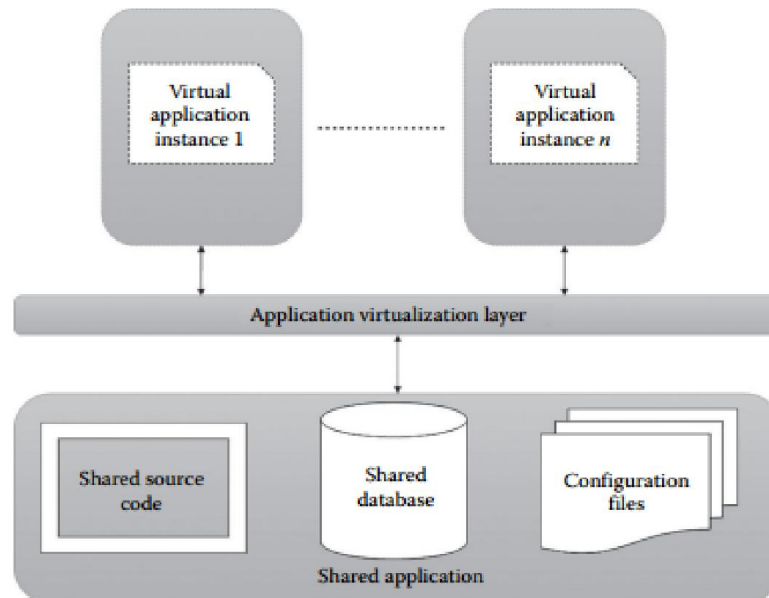 Virtual
application
instance 1
Virtual
application
instance n
Application virtualization layer
Shared source
code
Shared
database
Configuration
files
Shared application